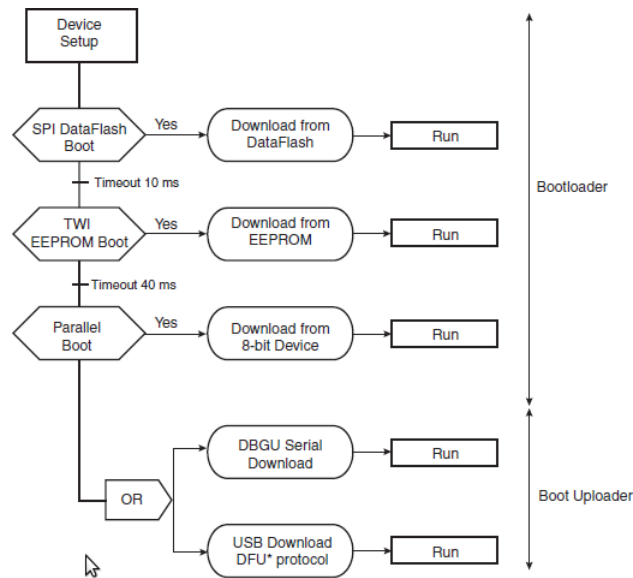 Device
Setup
SPI DataFlash
Boot
Yes
Download from
DataFlash
Run
Timeout 10 ms
Bootloader
TWI
EEPROM Boot
Yes
Download from
EEPROM
Run
Timeout 40 ms
Parallel
Boot
Yes
Download from
8-bit Device
Run
DBGU Serial
Download
Run
OR
Boot Uploader
USB Download
DFU* protocol
Run